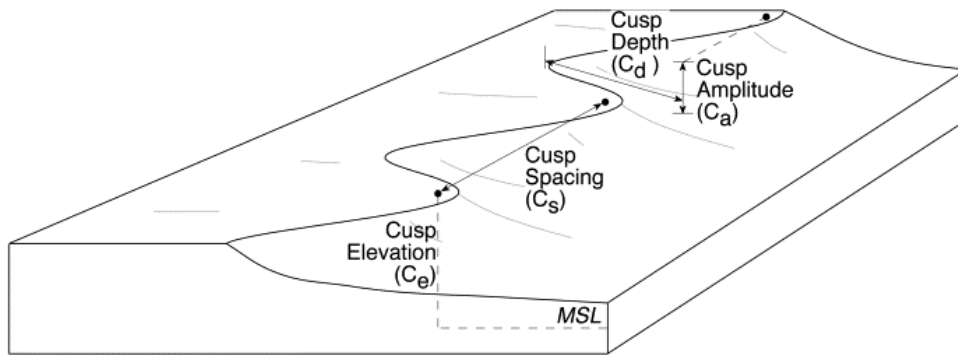 Cusp
Depth
(Cd )
Cusp
Amplitude
(Ca)
Cusp
Spacing
(Cs)
Cusp
Elevation
(Ce)
MSL